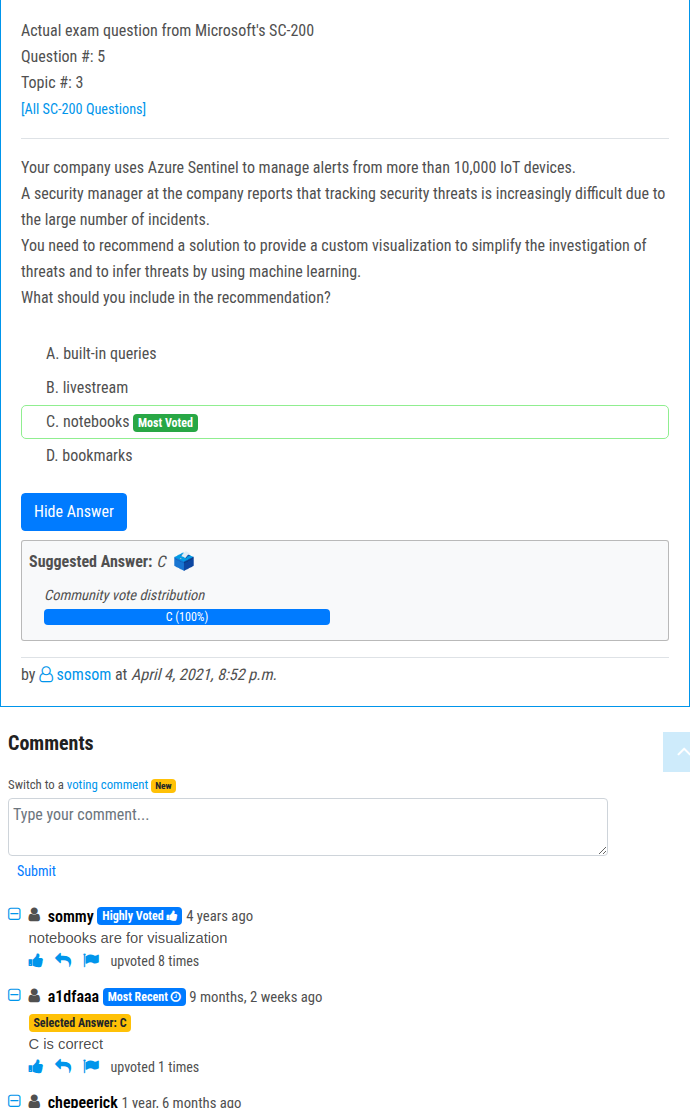 Actual exam question from Microsoft's SC-200
Question #: 5
Topic #: 3
[All SC-200 Questions]
Your company uses Azure Sentinel to manage alerts from more than 10,000 IoT devices.
A security manager at the company reports that tracking security threats is increasingly difficult due to
the large number of incidents.
You need to recommend a solution to provide a custom visualization to simplify the investigation of
threats and to infer threats by using machine learning.
What should you include in the recommendation?
A. built-in queries
B. livestream
C. notebooks Most Voted
D. bookmarks
Hide Answer
Suggested Answer: C
Community vote distribution
C (100%)
by somsom at April 4, 2021, 8:52 p.m.
Comments
Switch to a voting comment New
Type your comment...
Submit
sommy Highly Voted 4 years ago
notebooks are for visualization
upvoted 8 times
a1dfaaa Most Recent 9 months, 2 weeks ago
Selected Answer: C
C is correct
upvoted 1 times
chepeerick 1 year, 6 months ago